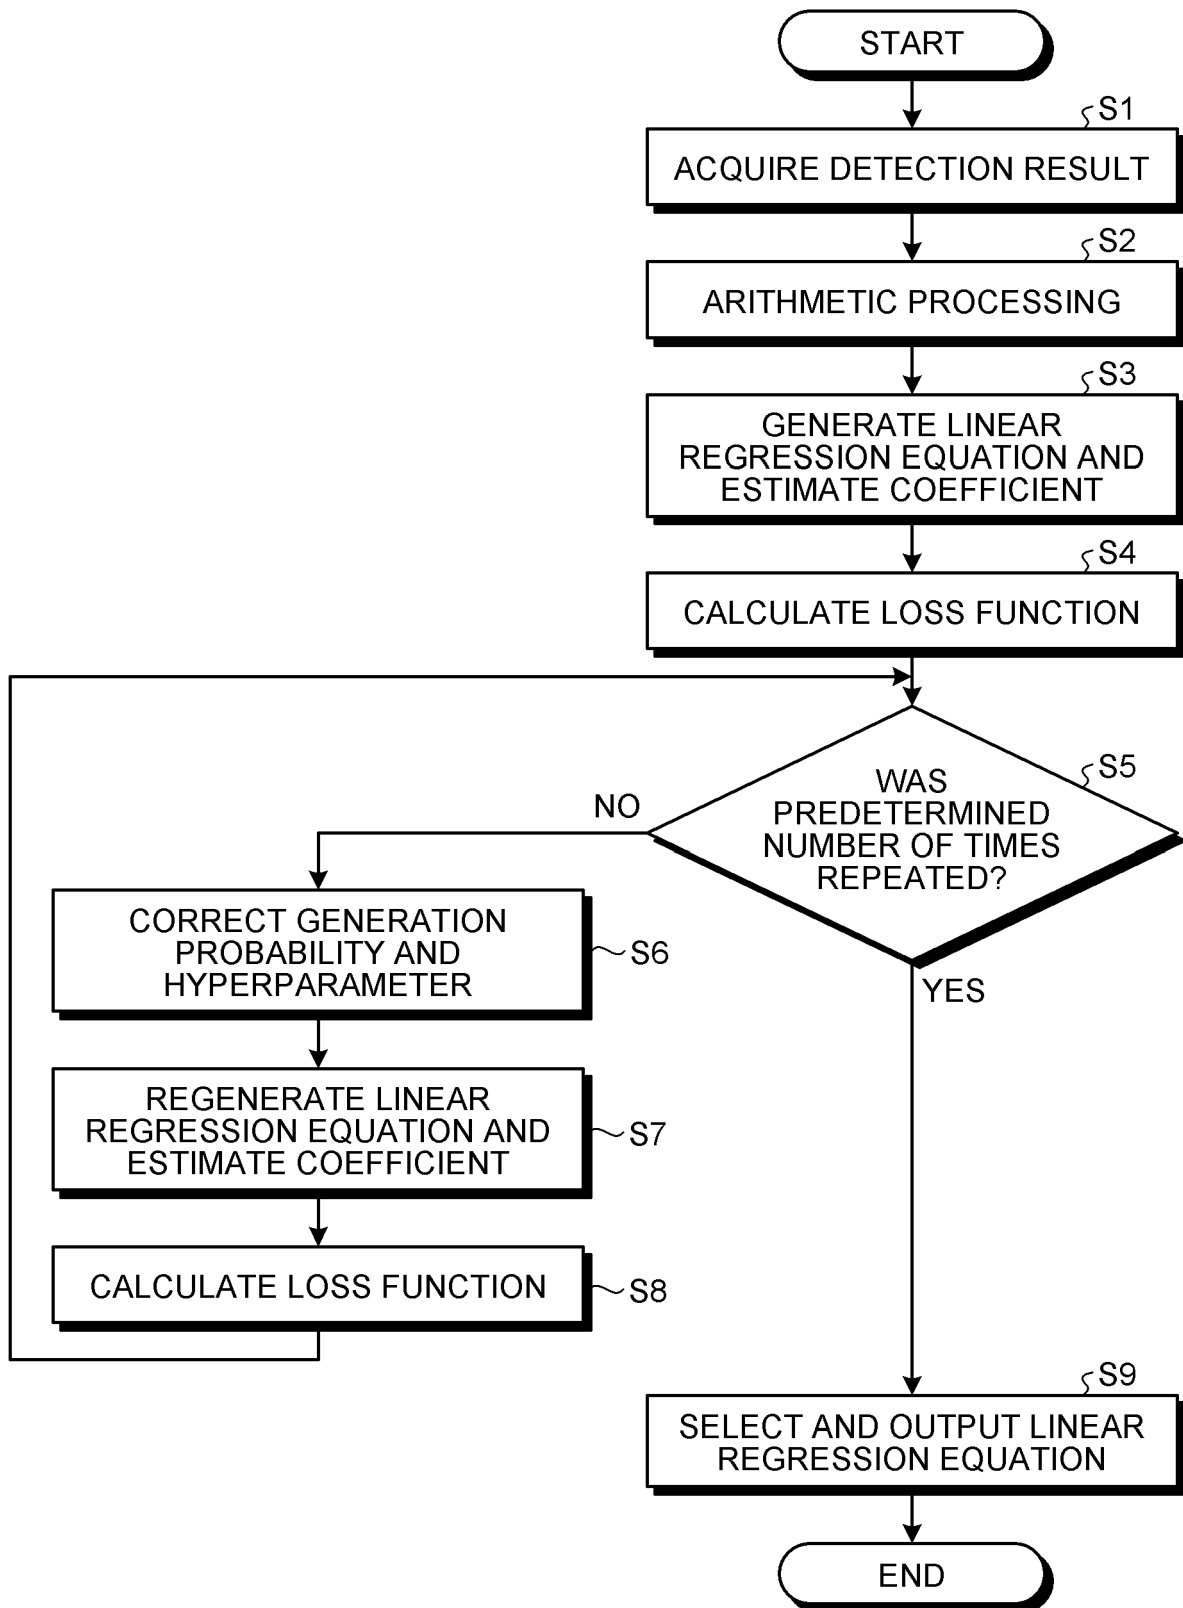 START
S1
ACQUIRE DETECTION RESULT
S2
ARITHMETIC PROCESSING
S3
GENERATE LINEAR
REGRESSION EQUATION AND
ESTIMATE COEFFICIENT
S4
CALCULATE LOSS FUNCTION
S5
WAS
PREDETERMINED
NUMBER OF TIMES
REPEATED?
NO
YES
CORRECT GENERATION
PROBABILITY AND
HYPERPARAMETER
S6
REGENERATE LINEAR
REGRESSION EQUATION AND
ESTIMATE COEFFICIENT
S7
CALCULATE LOSS FUNCTION
S8
S9
SELECT AND OUTPUT LINEAR
REGRESSION EQUATION
END